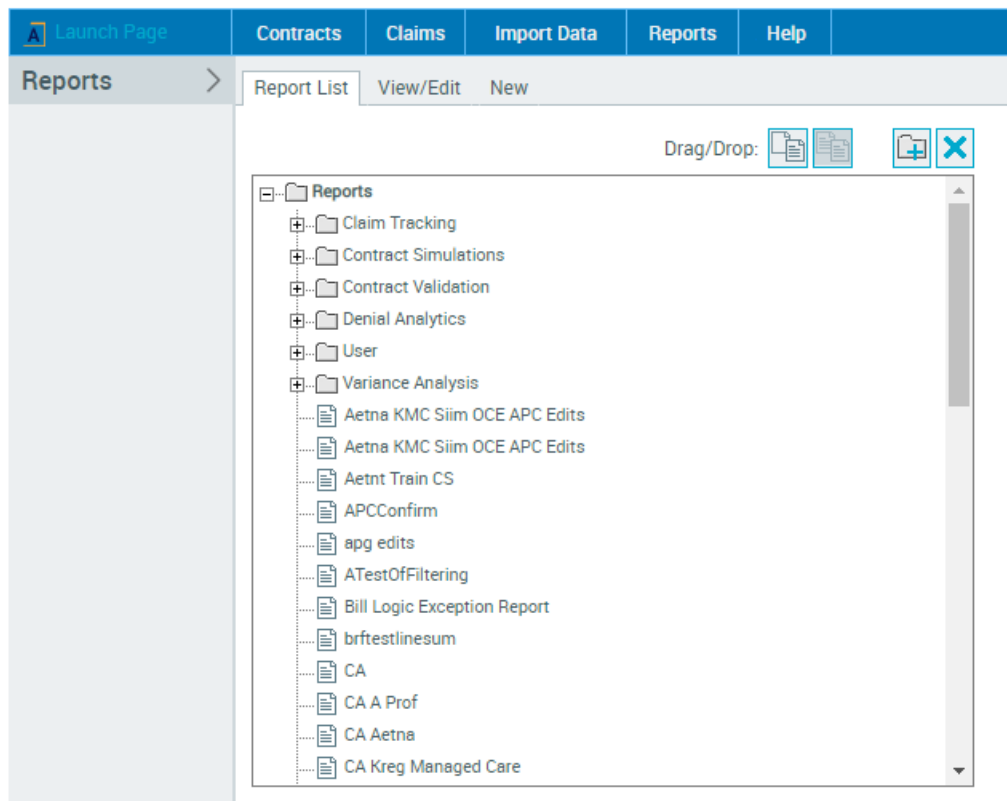 A Launch Page Contracts Claims Import Data Reports Help
Reports
Report List View/Edit New
Drag/Drop:
Reports
Claim Tracking
Contract Simulations
Contract Validation
Denial Analytics
User
Variance Analysis
Aetna KMC Siim OCE APC Edits
Aetna KMC Siim OCE APC Edits
Aetnt Train CS
APCConfirm
apg edits
ATestOfFiltering
Bill Logic Exception Report
brftestlinesum
CA
CA A Prof
CA Aetna
CA Kreg Managed Care